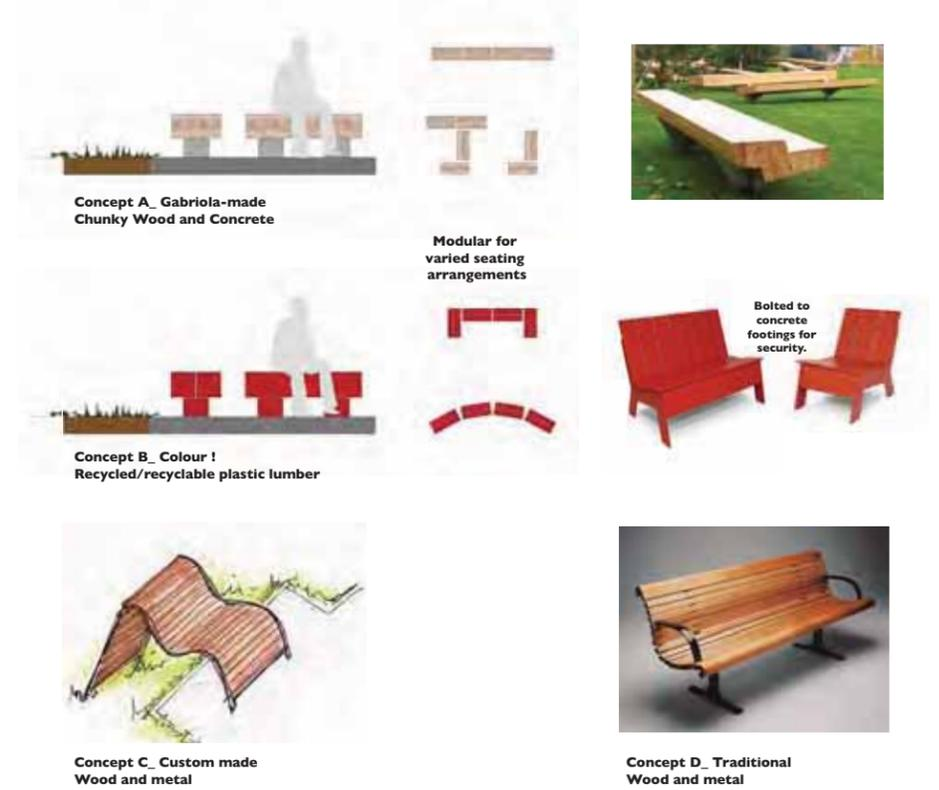 Concept A_ Gabriola-made
Chunky Wood and Concrete
Modular for
varied seating
arrangements
Bolted to
concrete
footings for
security.
Concept B_ Colour !
Recycled/recyclable plastic lumber
Concept C_ Custom made
Wood and metal
Concept D_ Traditional
Wood and metal